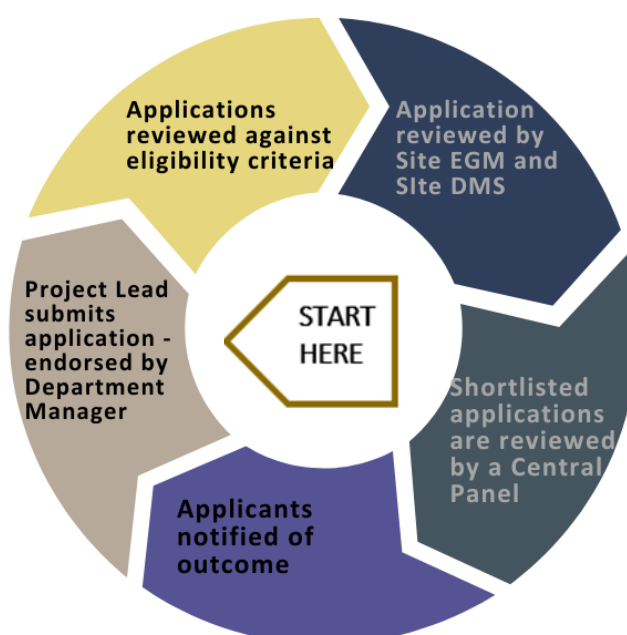 START
HERE
Project Lead
submits
application -
endorsed by
Department
Manager
Applications
reviewed against
eligibility criteria
Application
reviewed by
Site EGM and
SIte DMS
Shortlisted
applications
are reviewed
by a Central
Panel
Applicants
notified of
outcome